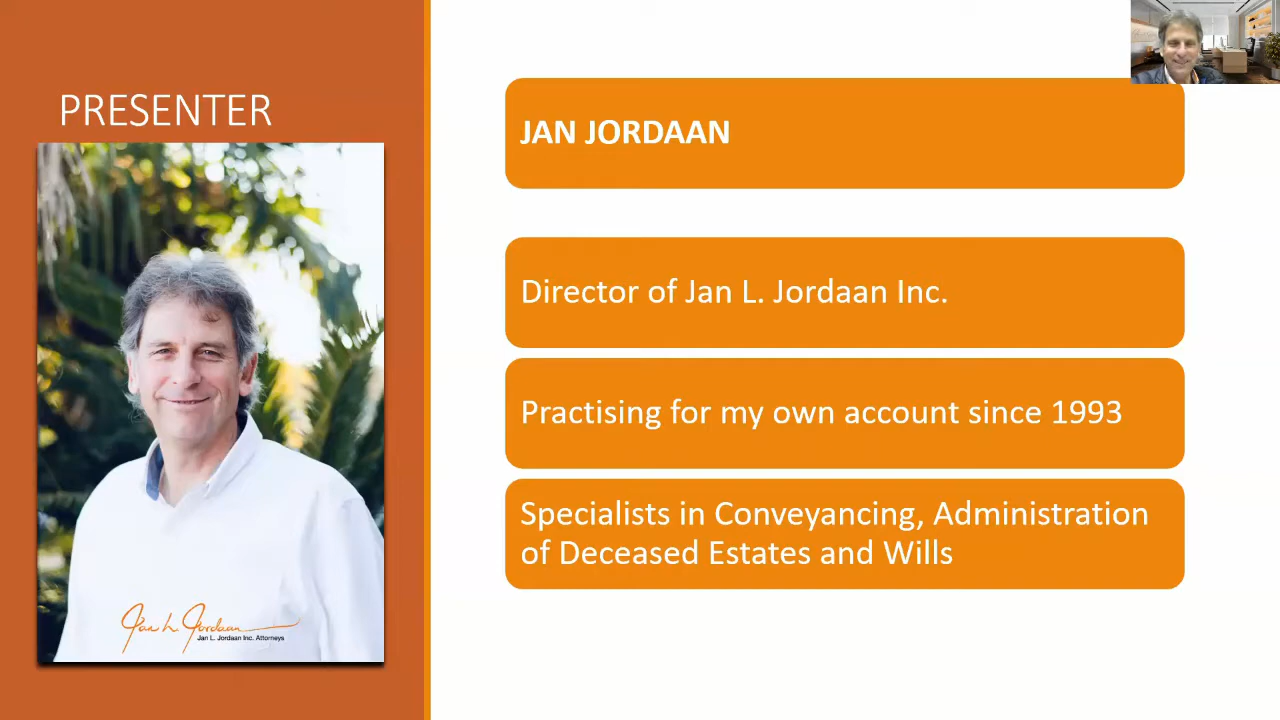 PRESENTER
JAN JORDAAN
Director of Jan L. Jordaan Inc.
Practising for my own account since 1993
Specialists in Conveyancing, Administration
of Deceased Estates and Wills
Jan L. Jordaan
Jan L. Jordaan Inc. Attorneys